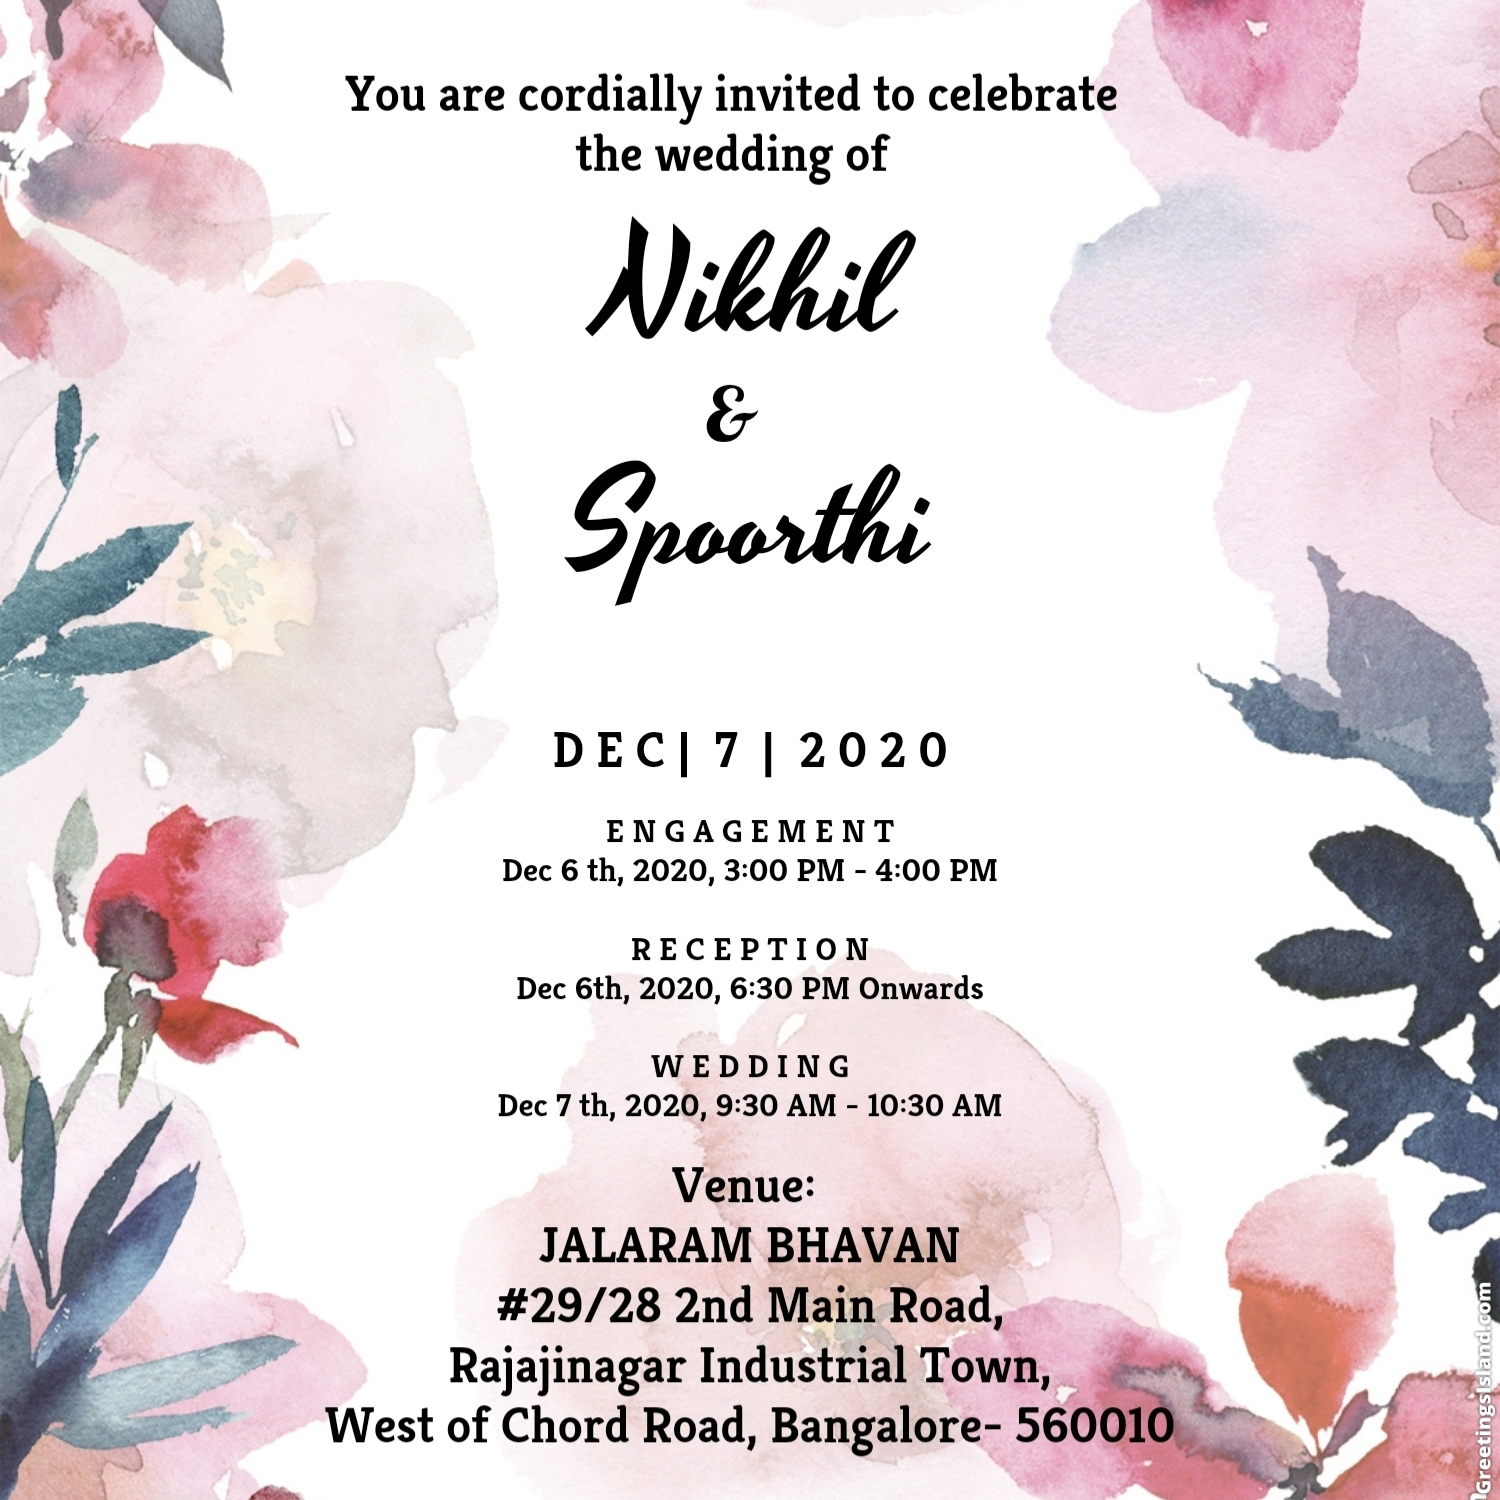 You are cordially invited to celebrate
the wedding of
Nikhil
&
Spoorthi
DEC| 7 | 2020
ENGAGEMENT
Dec 6 th, 2020, 3:00 PM - 4:00 PM
RECEPTION
Dec 6th, 2020, 6:30 PM Onwards
WEDDING
Dec 7 th, 2020, 9:30 AM - 10:30 AM
Venue:
JALARAM BHAVAN
#29/28 2nd Main Road,
Rajajinagar Industrial Town,
West of Chord Road, Bangalore- 560010
GreetingsIsland.com